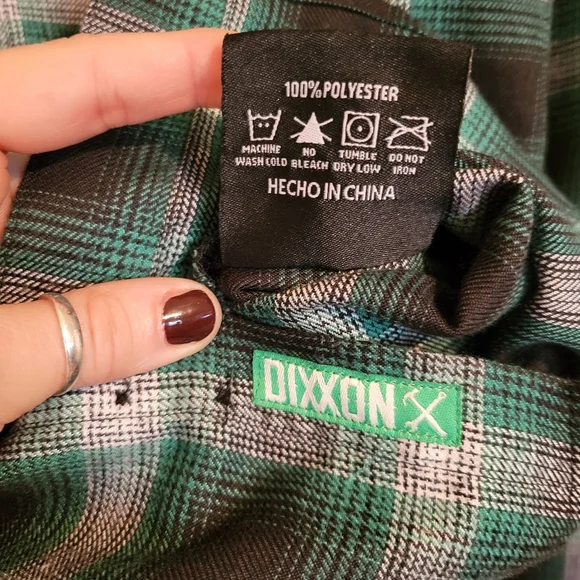 100% POLYESTER
MACHINE WASH COLD
NO BLEACH
TUMBLE DRY LOW
DO NOT IRON
HECHO IN CHINA
DIXXON